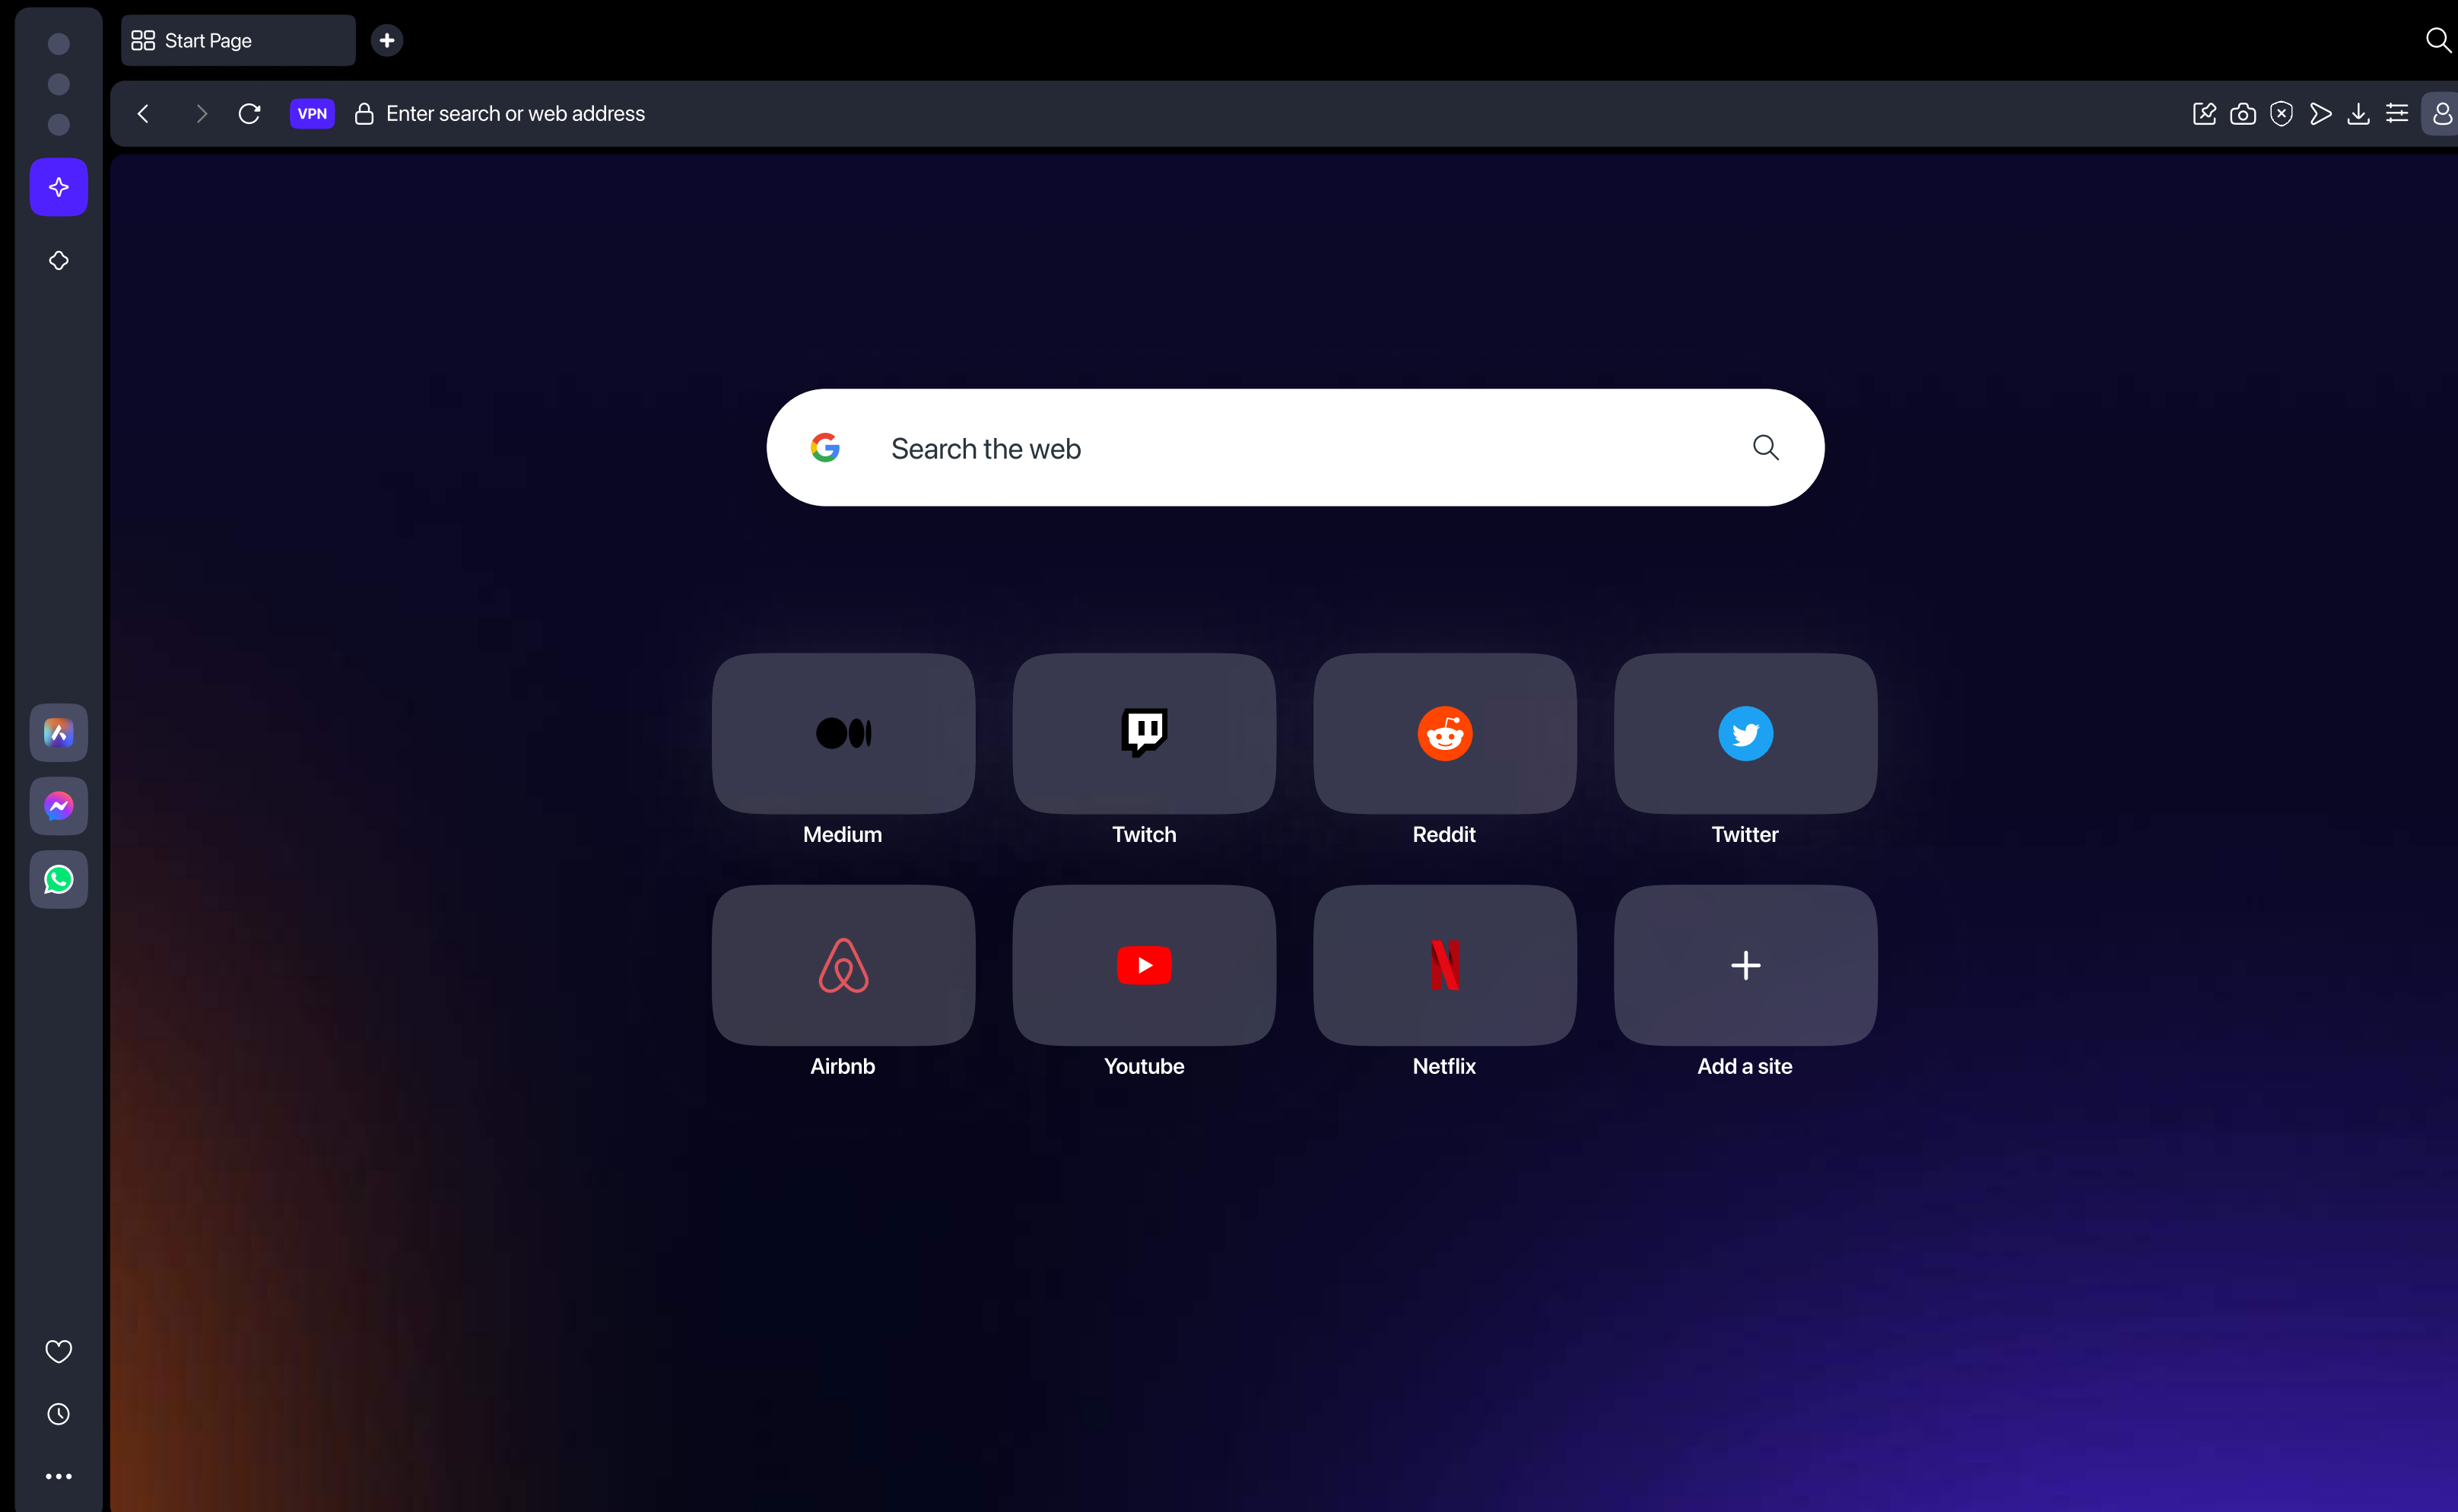 Start Page
VPN Enter search or web address
Search the web
Medium Twitch Reddit Twitter
Airbnb Youtube Netflix Add a site